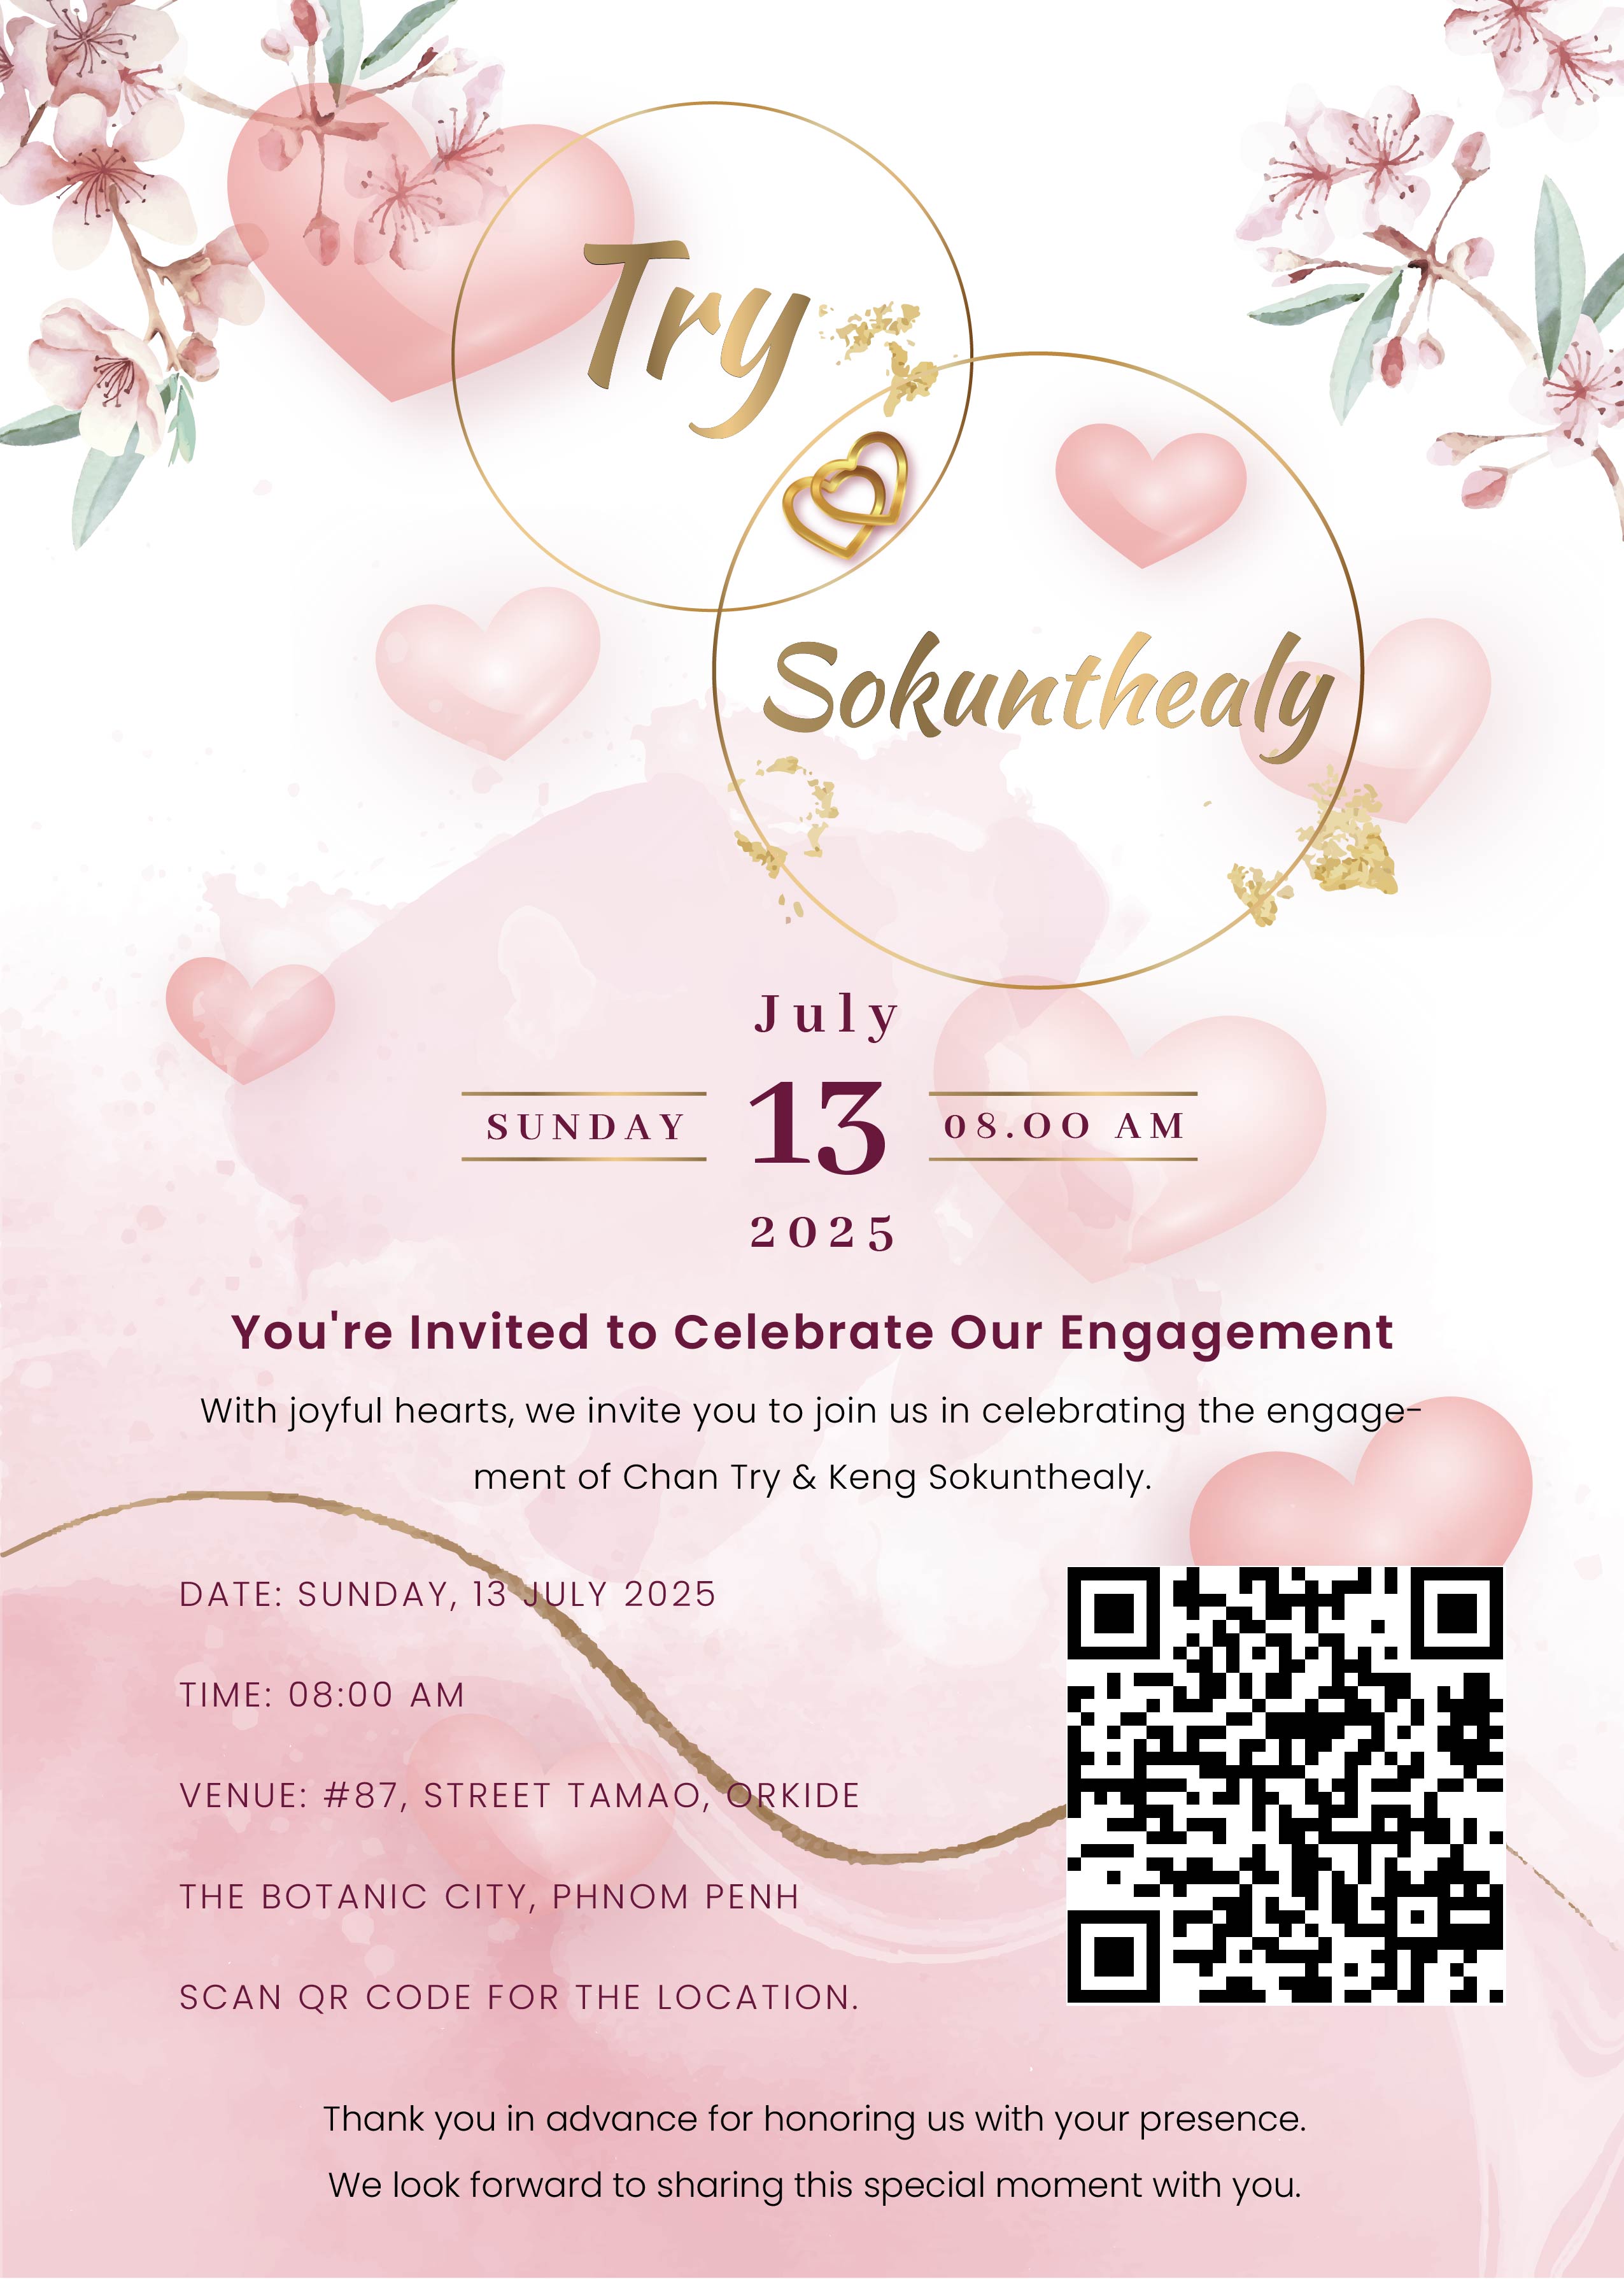 Try
Sokunthealy
July
SUNDAY 13 08.00 AM
2025
You're Invited to Celebrate Our Engagement
With joyful hearts, we invite you to join us in celebrating the engage-
ment of Chan Try & Keng Sokunthealy.
DATE: SUNDAY, 13 JULY 2025
TIME: 08:00 AM
VENUE: #87, STREET TAMAO, ORKIDE
THE BOTANIC CITY, PHNOM PENH
SCAN QR CODE FOR THE LOCATION.
Thank you in advance for honoring us with your presence.
We look forward to sharing this special moment with you.